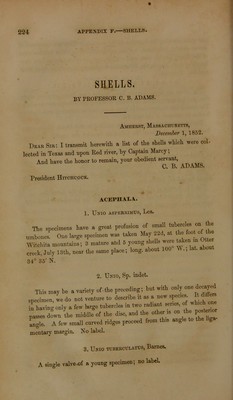 224 APPENDIX F.—SHELLS.
SHELLS.
BY PROFESSOR C. B. ADAMS.
AMHERST, MASSACHUSETTS,
December 1, 1852.
DEAR SIR: I transmit herewith a list of the shells which were col-
lected in Texas and upon Red river, by Captain Marcy;
And have the honor to remain, your obedient servant,
C. B. ADAMS.
President HITCHCOCK.
ACEPHALA.
1. UNIO ASPERRIMUS, Lea.
The specimens have a great profusion of small tubercles on the
umbones. One large specimen was taken May 22d, at the foot of the
Witchita mountains; 3 mature and 3 young shells were taken in Otter
creek, July 18th, near the same place; long. about 100° W.; lat. about
34° 35' N.
2. UNIO, Sp. indet.
This may be a variety of the preceding; but with only one decayed
specimen, we do not venture to describe it as a new species. It differs
in having only a few large tubercles in two radiant series, of which one
passes down the middle of the disc, and the other is on the posterior
angle. A few small curved ridges proceed from this angle to the liga-
mentary margin. No label.
3. UNIO TUBERCULATUS, Barnes.
A single valve of a young specimen; no label.